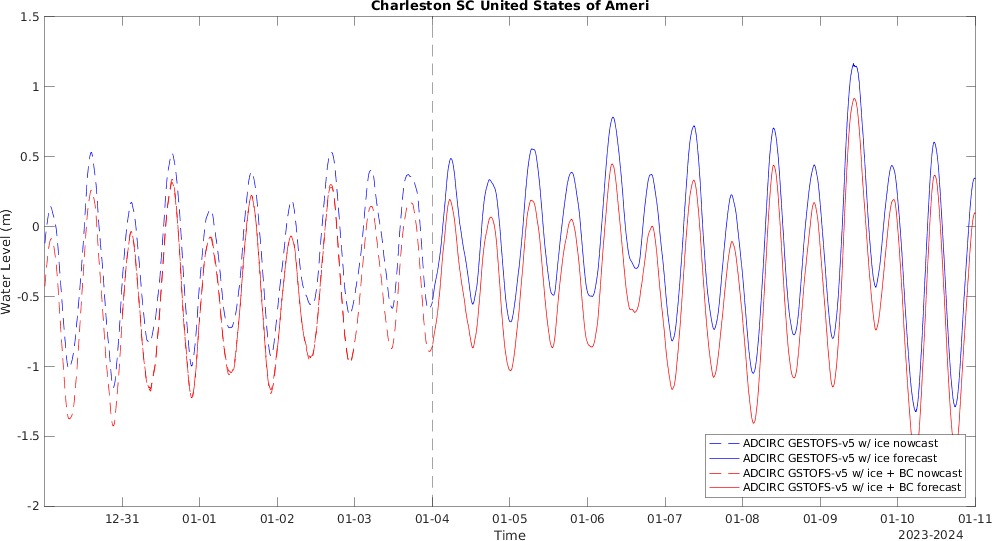 Charleston SC United States of Ameri
1.5
1
0.5
0
-0.5
-1
-1.5
-2
Water Level (m)
ADCIRC GESTOFS-v5 w/ ice nowcast
ADCIRC GESTOFS-v5 w/ ice forecast
ADCIRC GSTOFS-v5 w/ ice + BC nowcast
ADCIRC GSTOFS-v5 w/ ice + BC forecast
12-31 01-01 01-02 01-03 01-04 01-05 01-06 01-07 01-08 01-09 01-10 01-11
Time
2023-2024